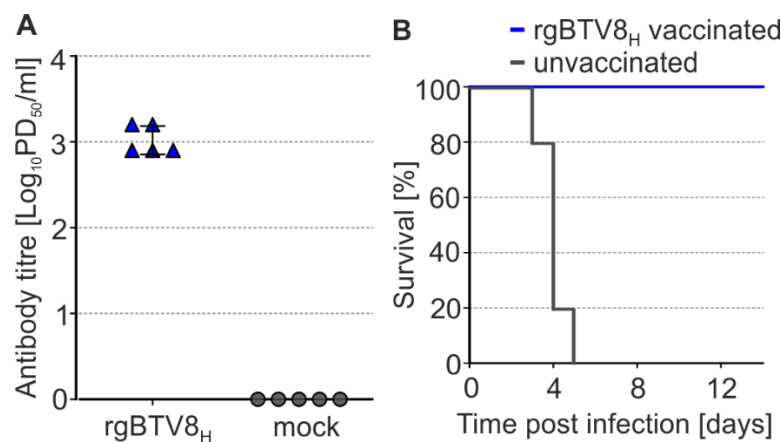 A
Antibody titre [Log₁₀PD₅₀/ml]
4
3
2
1
0
rgBTV8H mock
B
rgBTV8H vaccinated
unvaccinated
Survival [%]
100
80
60
40
20
0
0 4 8 12
Time post infection [days]